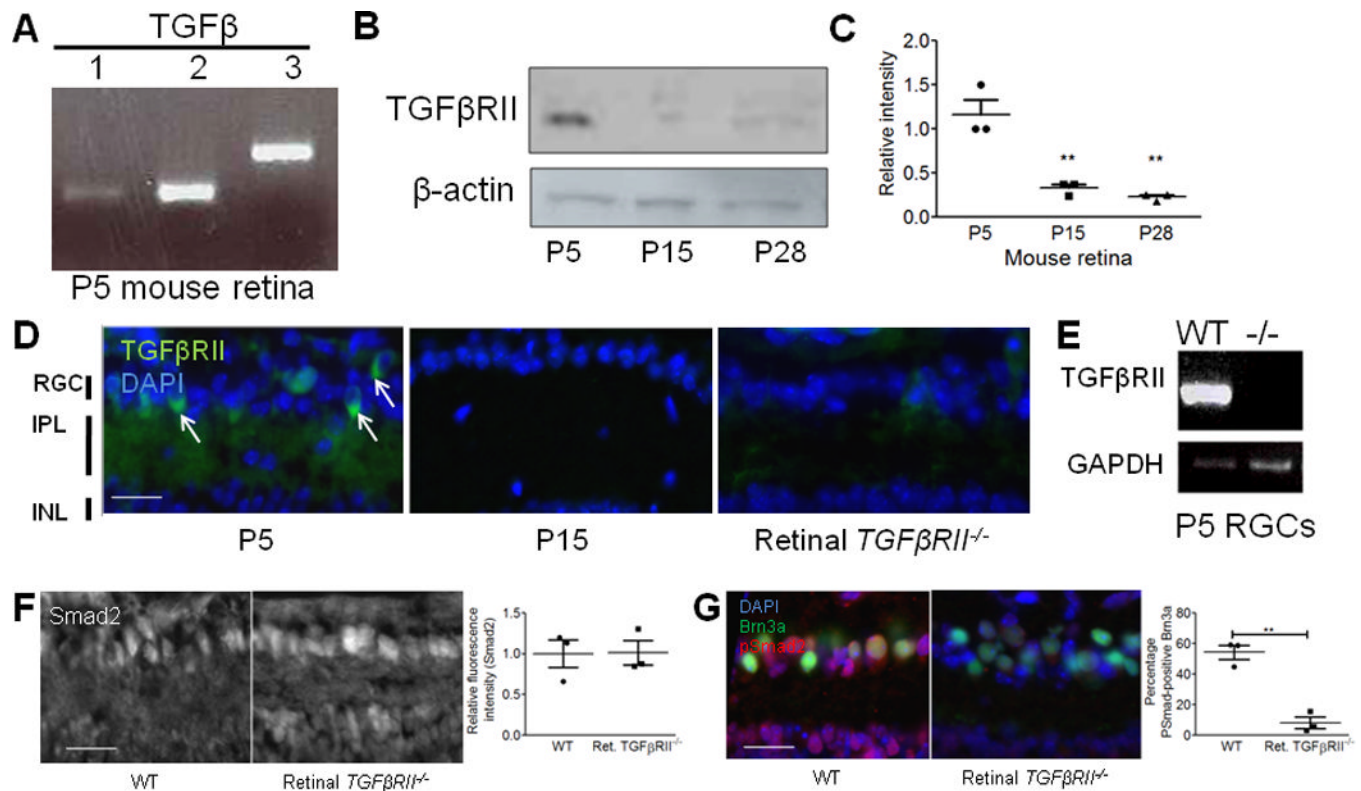 A
TGFβ
1 2 3
P5 mouse retina
B
TGFβRII
β-actin
P5 P15 P28
C
Relative intensity
2.0
1.5
1.0
0.5
0.0
**
**
P5 P15 P28
Mouse retina
D
TGFβRII
DAPI
RGC
IPL
INL
P5
P15
Retinal TGFβRII-/-
E
WT -/-
TGFβRII
GAPDH
P5 RGCs
F
Smad2
WT
Retinal TGFβRII-/-
Relative fluorescence
intensity (Smad2)
1.5
1.0
0.5
0.0
WT Ret. TGFβRII-/-
G
DAPI
Brn3a
pSmad2
WT
Retinal TGFβRII-/-
Percentage
PSmad-positive Brn3a
80
60
40
20
0
**
WT Ret. TGFβRII-/-